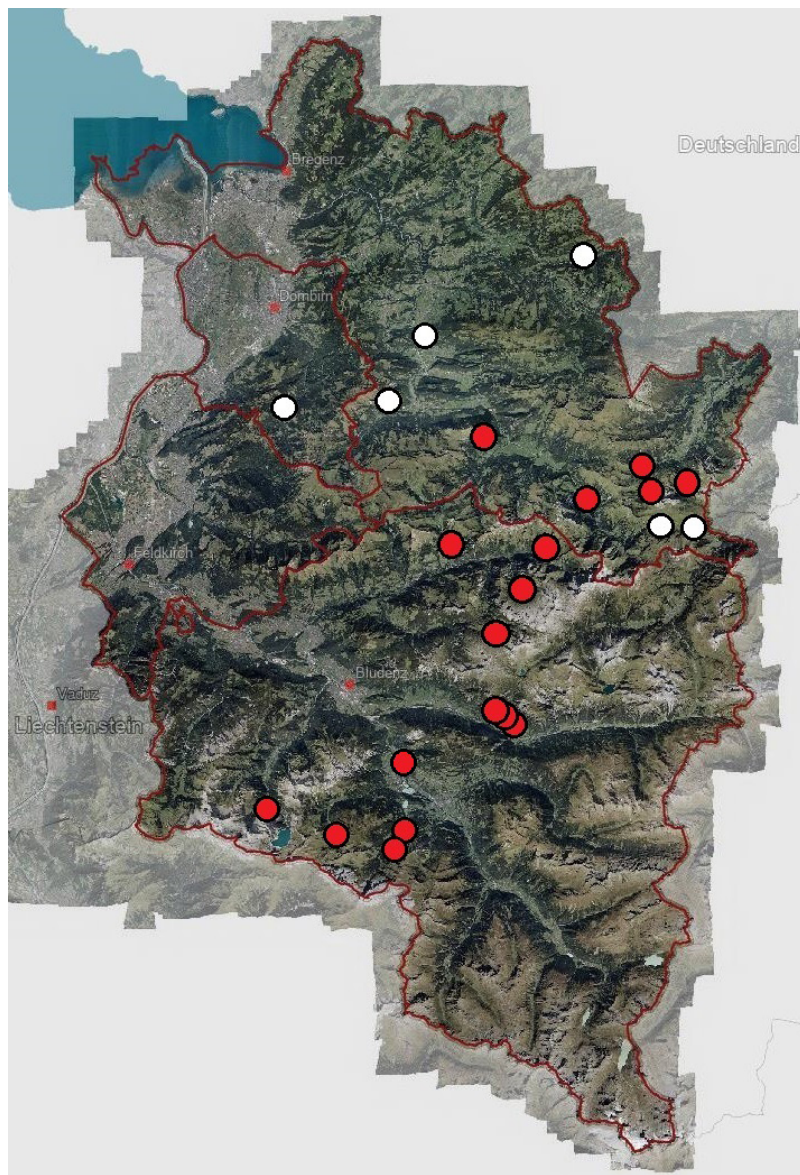 Deutschland
Bregenz
Dornbirn
Feldkirch
Bludenz
Vaduz
Liechtenstein